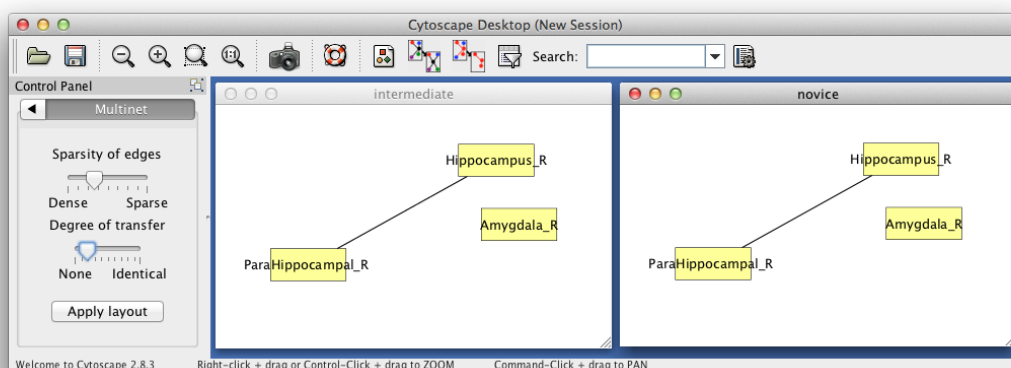 Cytoscape Desktop (New Session)
1:1
Search:
Control Panel
Multinet
Sparsity of edges
Dense Sparse
Degree of transfer
None Identical
Apply layout
intermediate
Hippocampus_R
Amygdala_R
ParaHippocampal_R
novice
Hippocampus_R
Amygdala_R
ParaHippocampal_R
Welcome to Cytoscape 2.8.3 Right-click + drag or Control-Click + drag to ZOOM Command-Click + drag to PAN